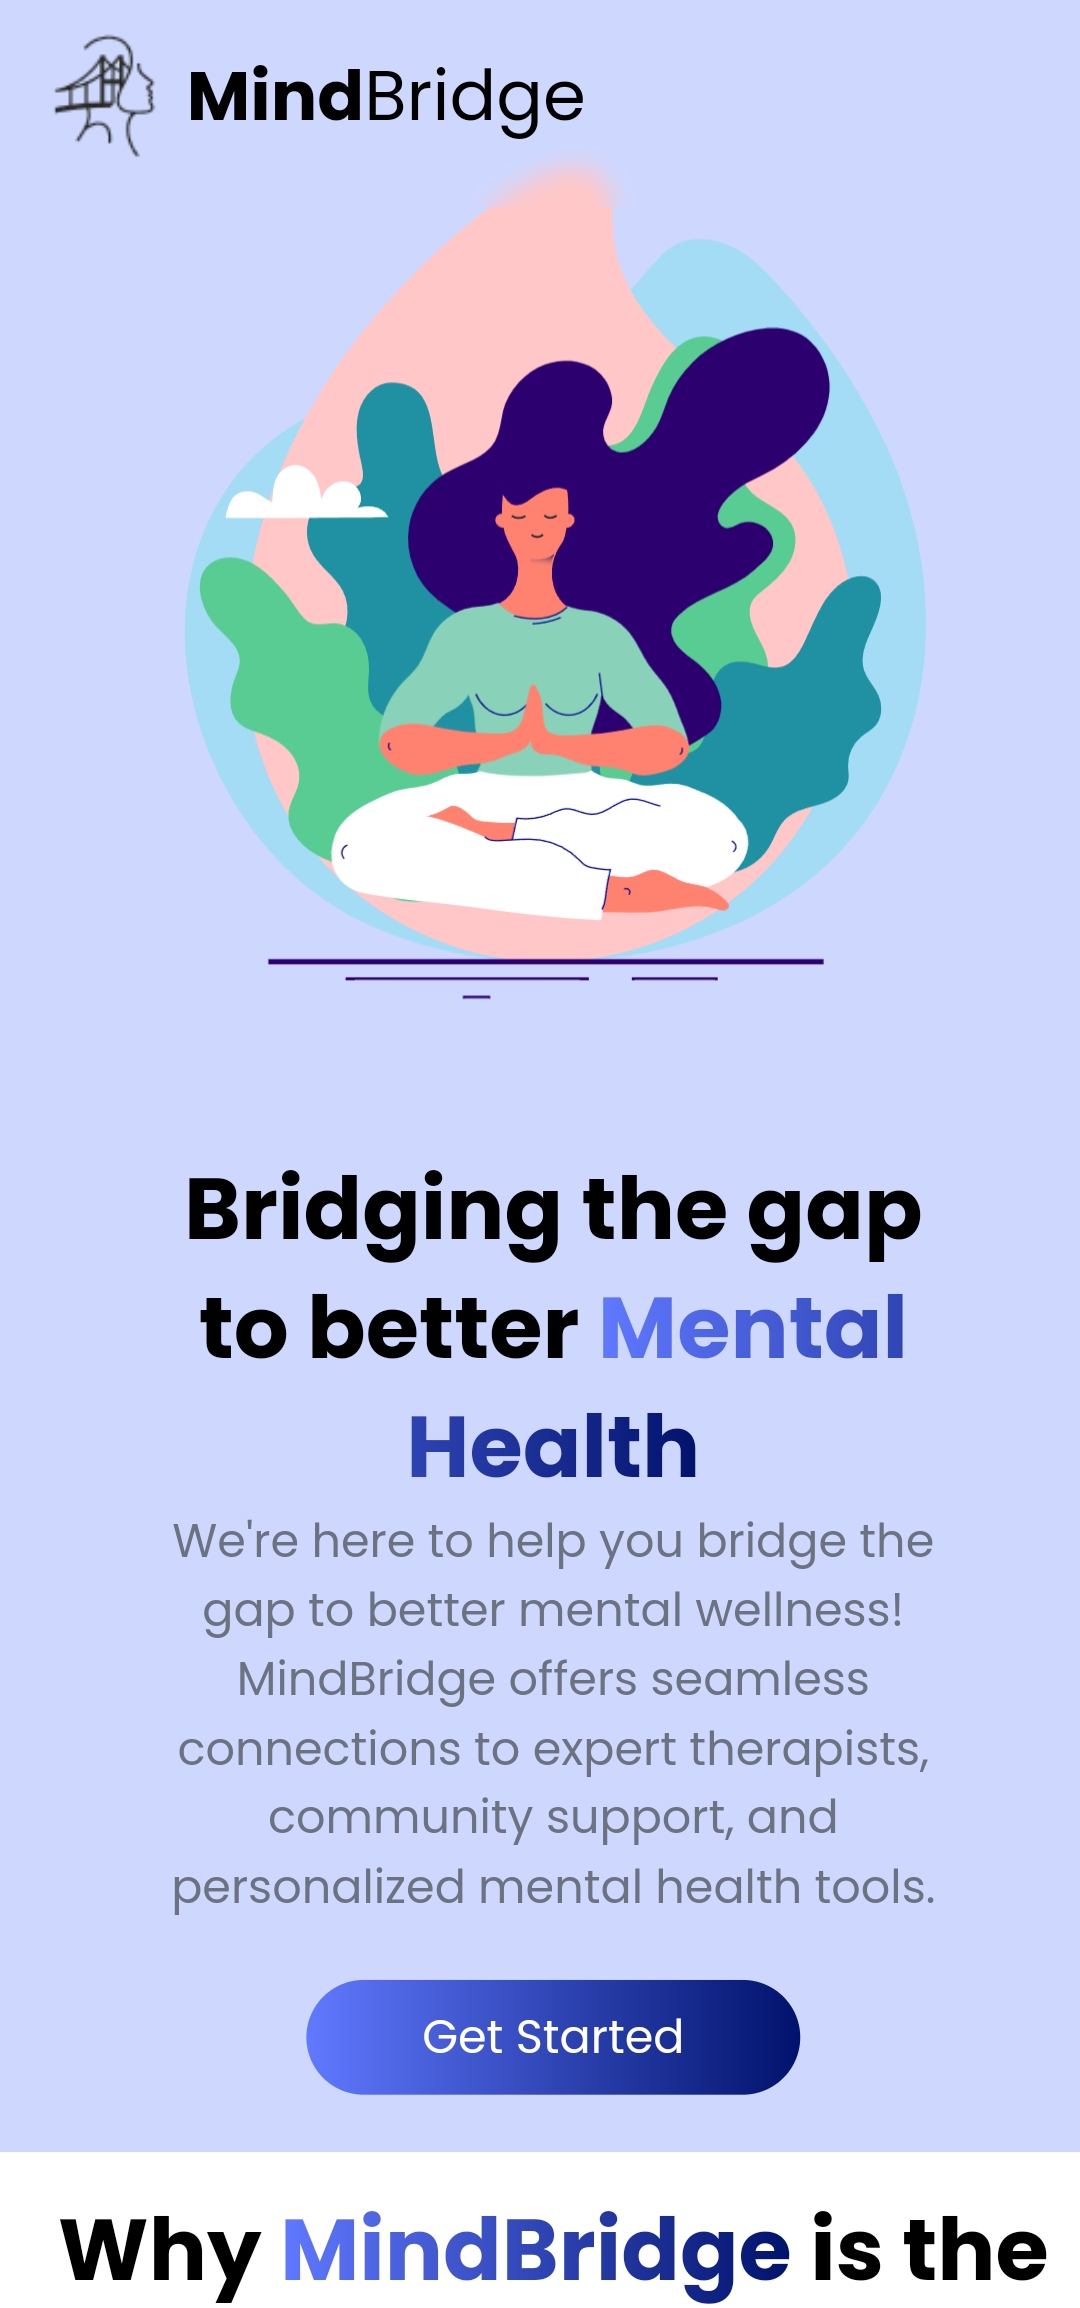 MindBridge
Bridging the gap
to better Mental
Health
We're here to help you bridge the
gap to better mental wellness!
MindBridge offers seamless
connections to expert therapists,
community support, and
personalized mental health tools.
Get Started
Why MindBridge is the